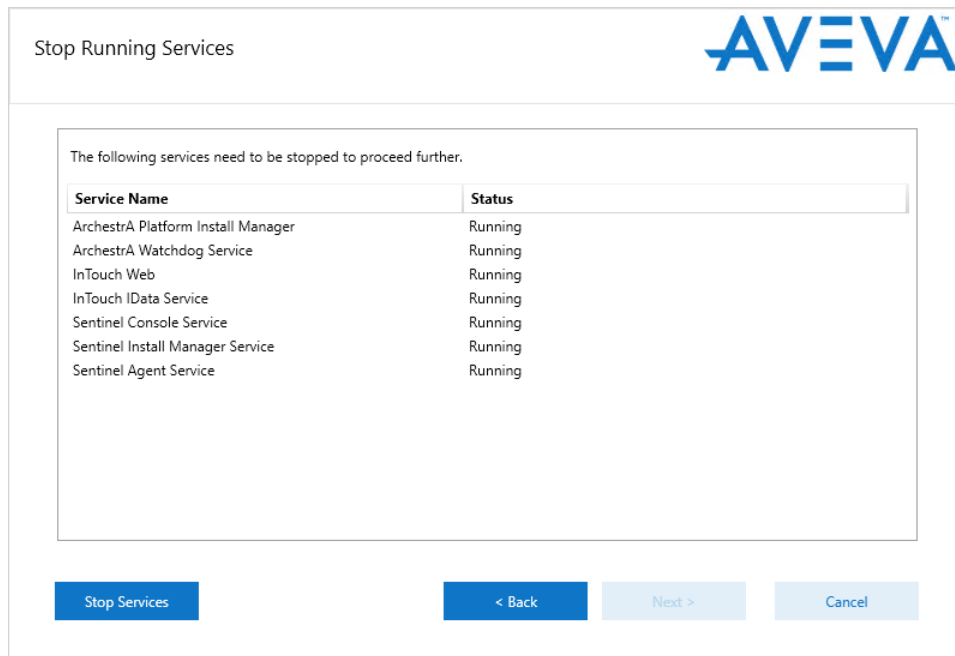 Stop Running Services
AVEVA™
The following services need to be stopped to proceed further.
Service Name Status
ArchestrA Platform Install Manager Running
ArchestrA Watchdog Service Running
InTouch Web Running
InTouch IData Service Running
Sentinel Console Service Running
Sentinel Install Manager Service Running
Sentinel Agent Service Running
Stop Services < Back Next > Cancel